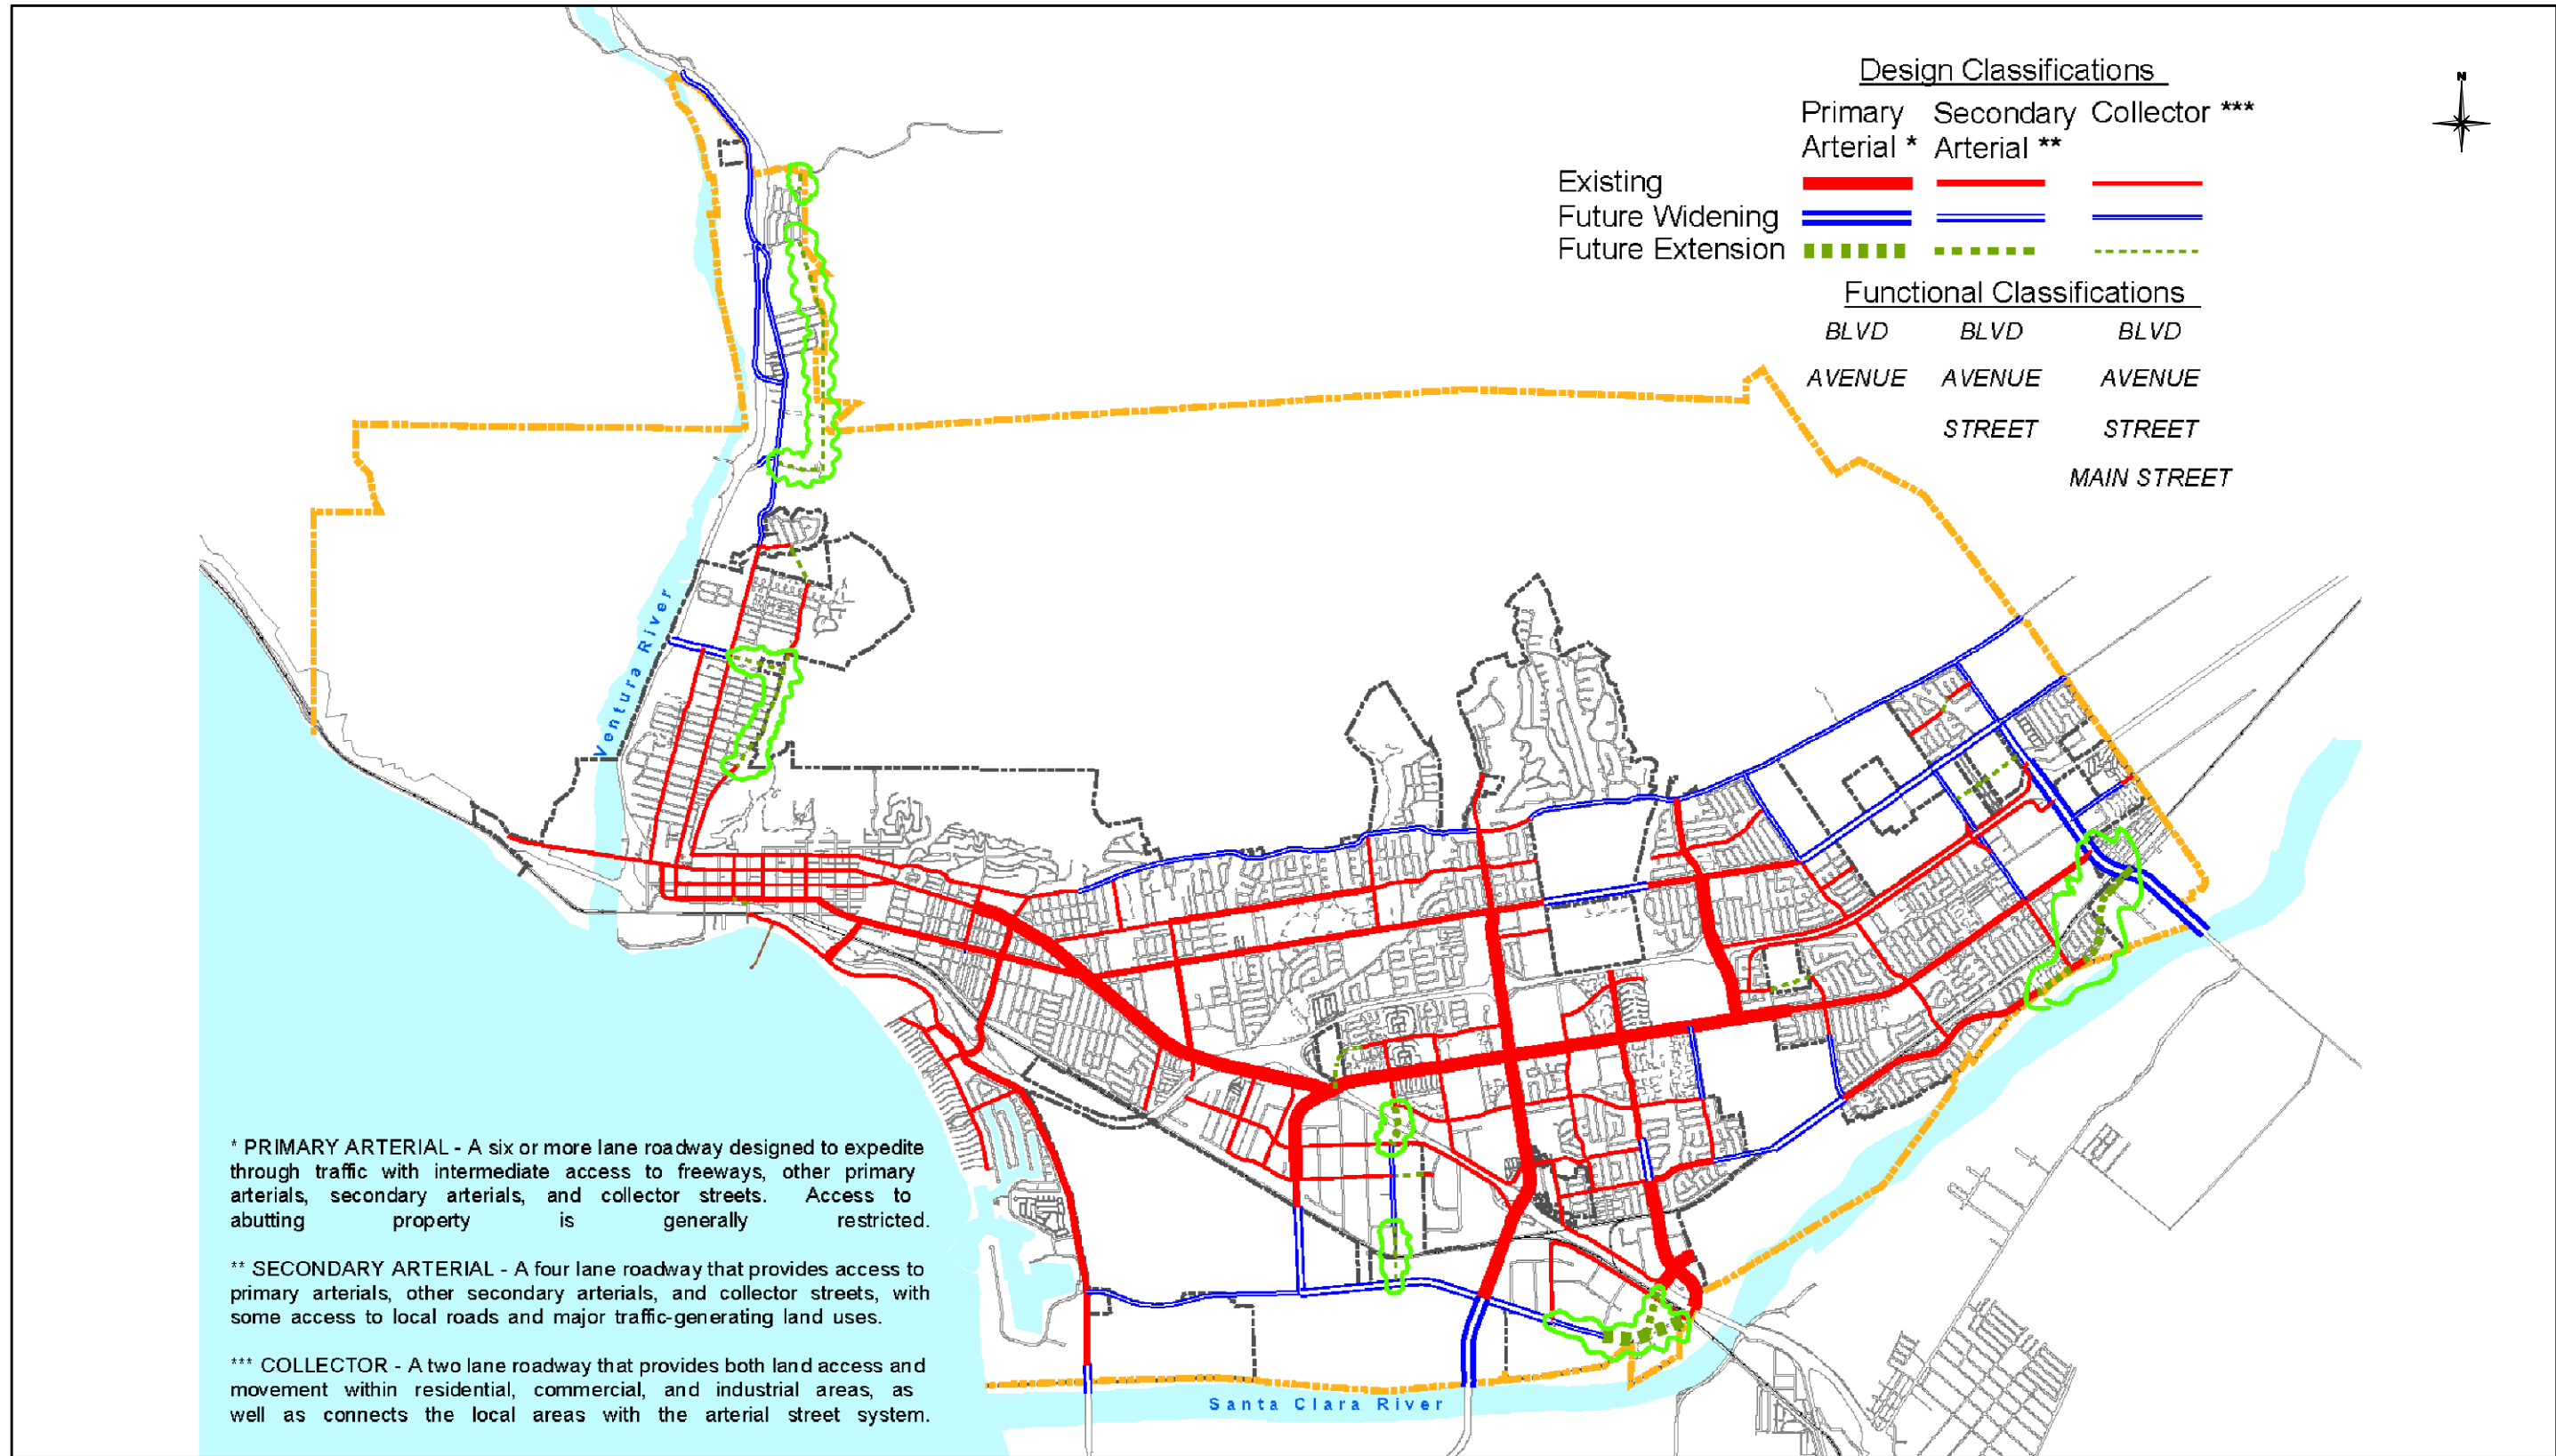 Design Classifications
N
Primary Secondary Collector ***
Arterial * Arterial **
Existing
Future Widening
Future Extension
Functional Classifications
BLVD BLVD BLVD
AVENUE AVENUE AVENUE
STREET STREET
MAIN STREET
Ventura River
* PRIMARY ARTERIAL - A six or more lane roadway designed to expedite
through traffic with intermediate access to freeways, other primary
arterials, secondary arterials, and collector streets. Access to
abutting property is generally restricted.
** SECONDARY ARTERIAL - A four lane roadway that provides access to
primary arterials, other secondary arterials, and collector streets, with
some access to local roads and major traffic-generating land uses.
*** COLLECTOR - A two lane roadway that provides both land access and
movement within residential, commercial, and industrial areas, as
well as connects the local areas with the arterial street system.
Santa Clara River